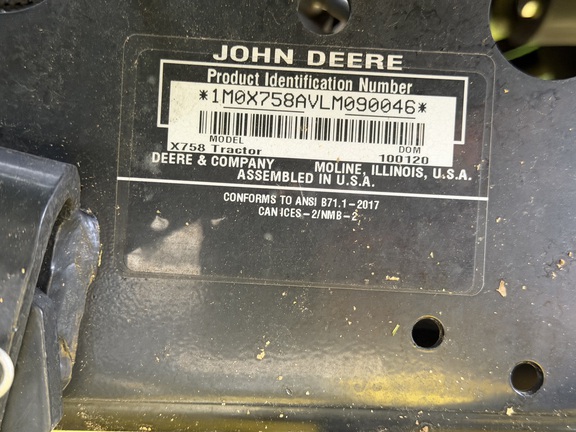 JOHN DEERE
Product Identification Number
*1M0X758AVLM090046*
MODEL DOM
X758 Tractor 100120
DEERE & COMPANY MOLINE, ILLINOIS, U.S.A.
ASSEMBLED IN U.S.A.
CONFORMS TO ANSI B71.1-2017
CAN ICES-2/NMB-2